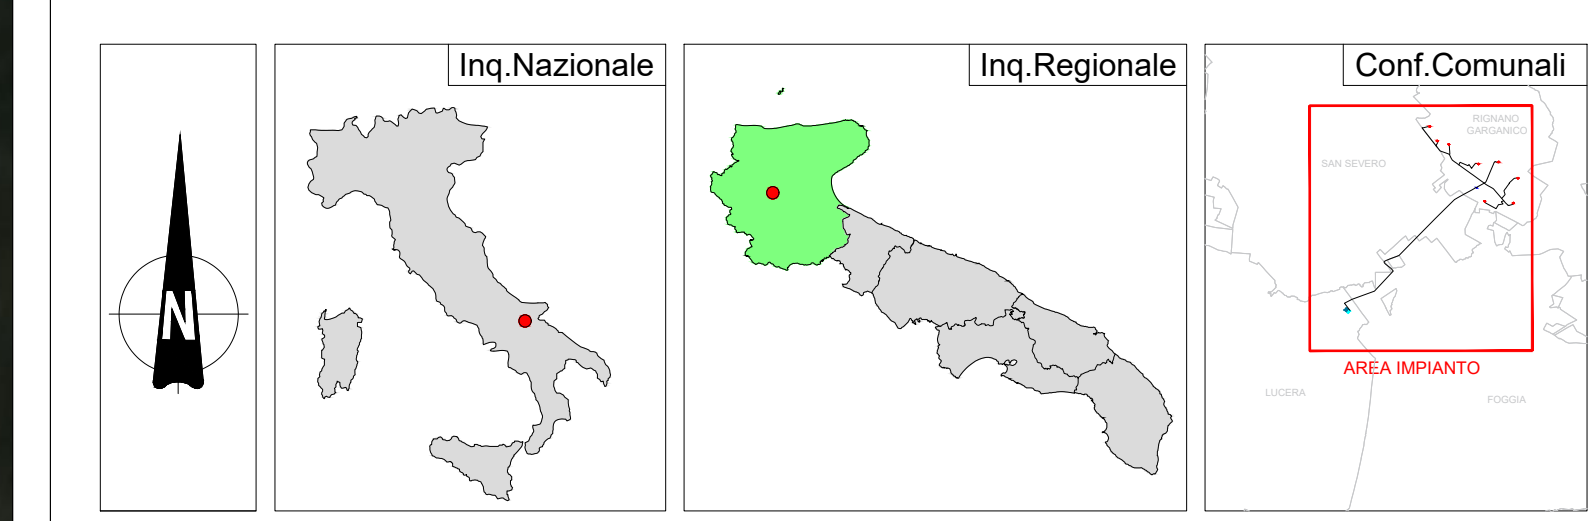 N
Inq.Nazionale
Inq.Regionale
Conf.Comunali
RIGNANO
GARGANICO
SAN SEVERO
AREA IMPIANTO
LUCERA
FOGGIA